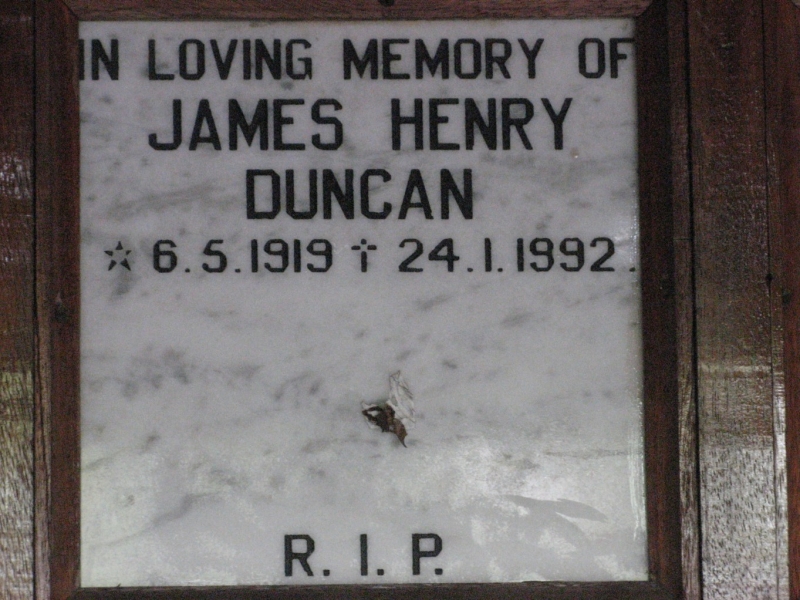 IN LOVING MEMORY OF
JAMES HENRY
DUNCAN
☆ 6.5.1919 † 24.1.1992.
R. I. P.